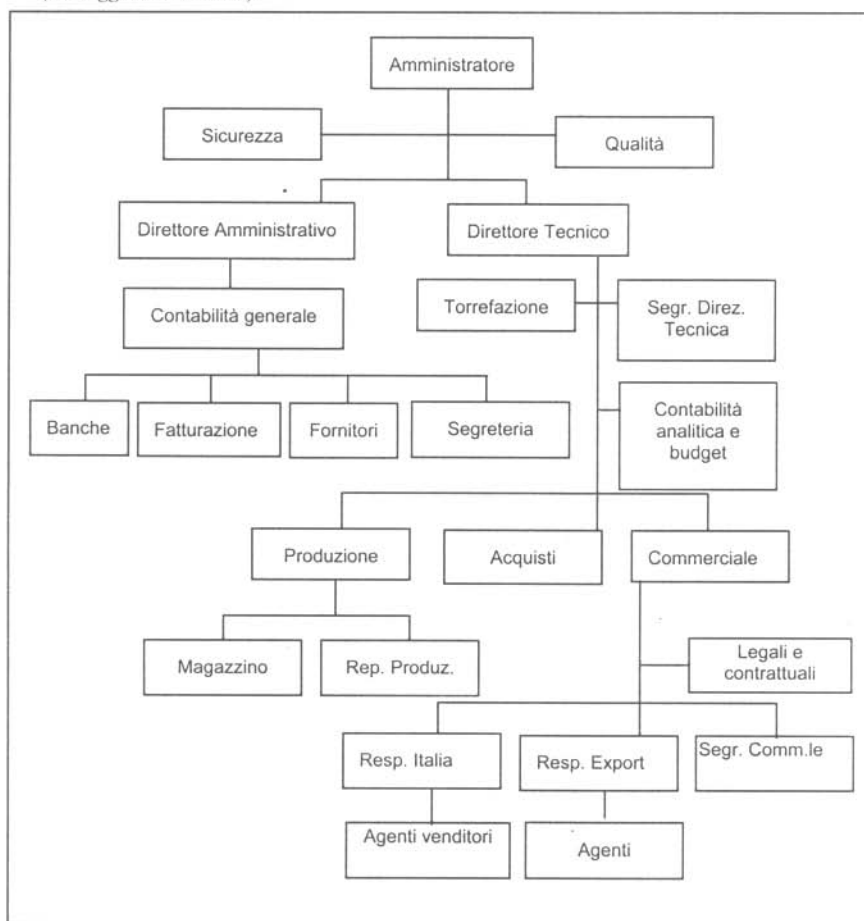 Amministratore
Sicurezza
Qualità
Direttore Amministrativo
Direttore Tecnico
Contabilità generale
Torrefazione
Segr. Direz.
Tecnica
Banche
Fatturazione
Fornitori
Segreteria
Contabilità
analitica e
budget
Produzione
Acquisti
Commerciale
Magazzino
Rep. Produz.
Legali e
contrattuali
Resp. Italia
Resp. Export
Segr. Comm.le
Agenti venditori
Agenti